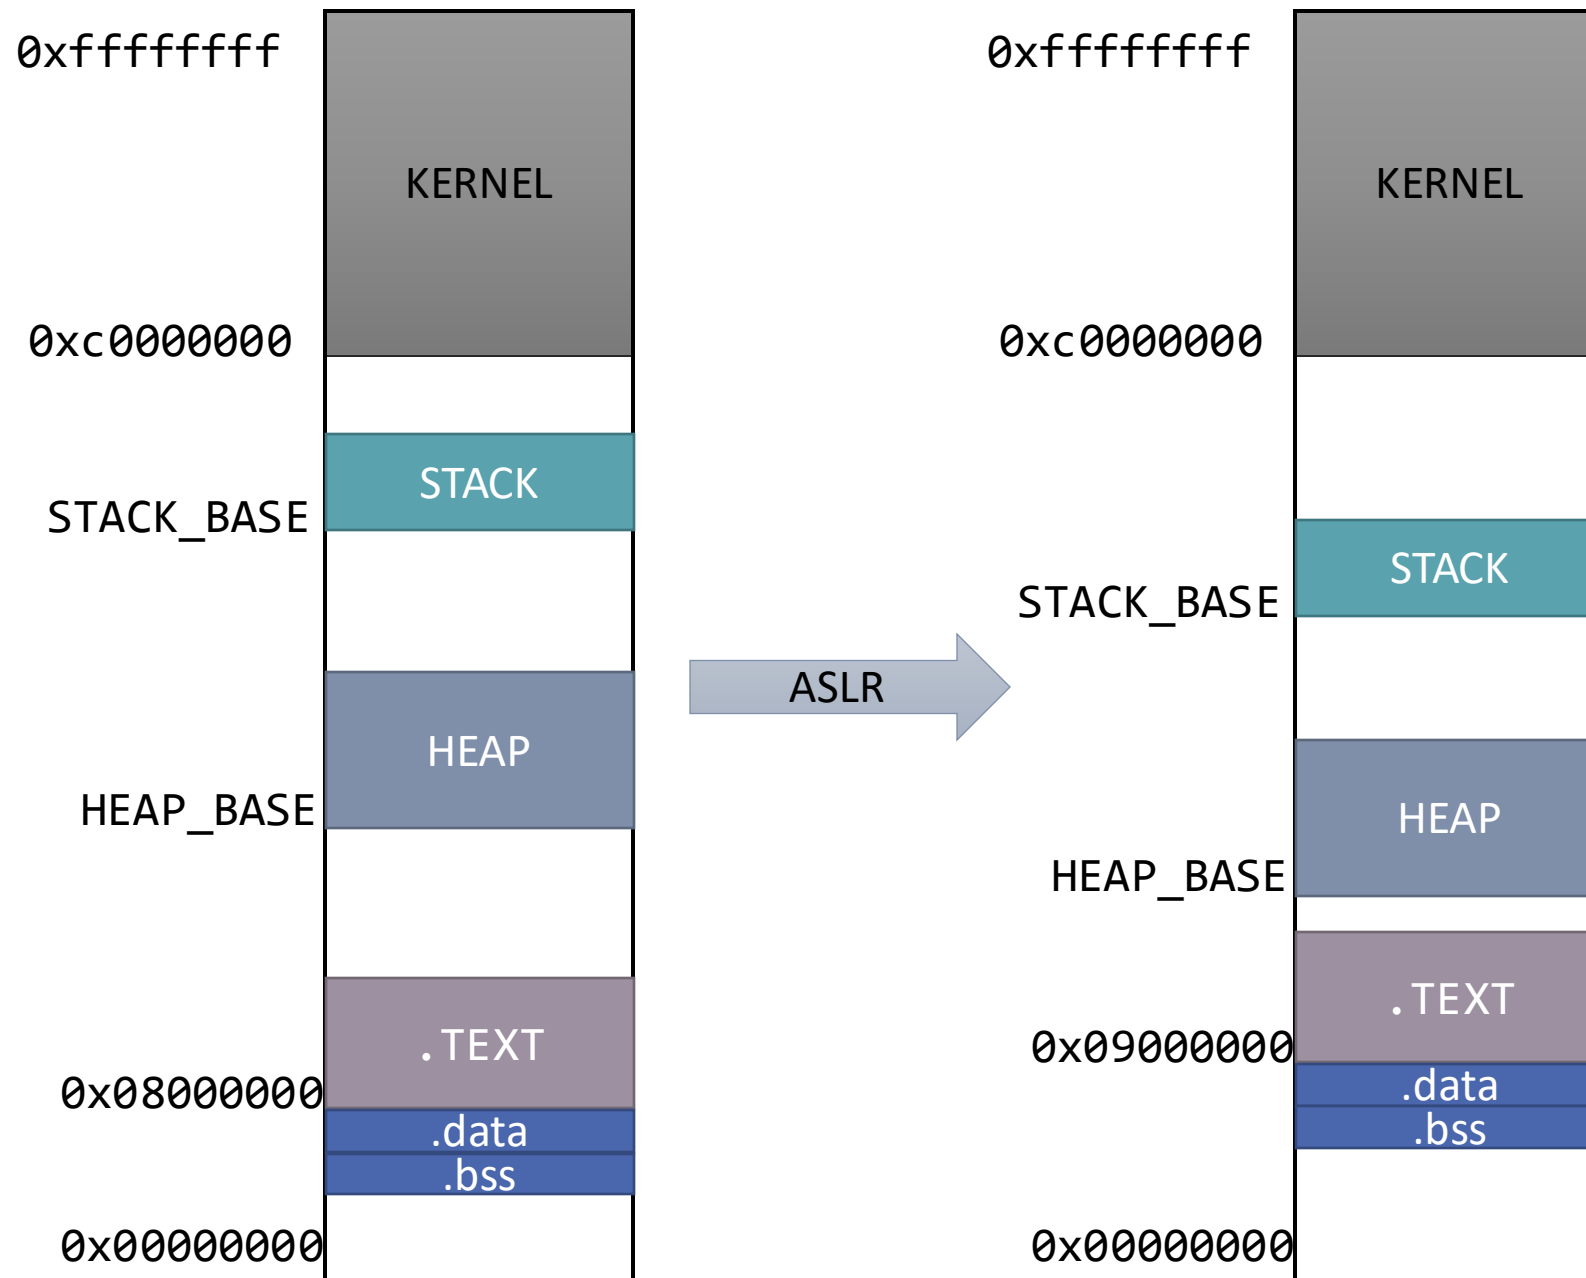 0xffffffff
KERNEL
0xc0000000
STACK
STACK_BASE
HEAP
HEAP_BASE
.TEXT
0x08000000
.data
.bss
0x00000000
ASLR
0xffffffff
KERNEL
0xc0000000
STACK
STACK_BASE
HEAP
HEAP_BASE
.TEXT
0x09000000
.data
.bss
0x00000000